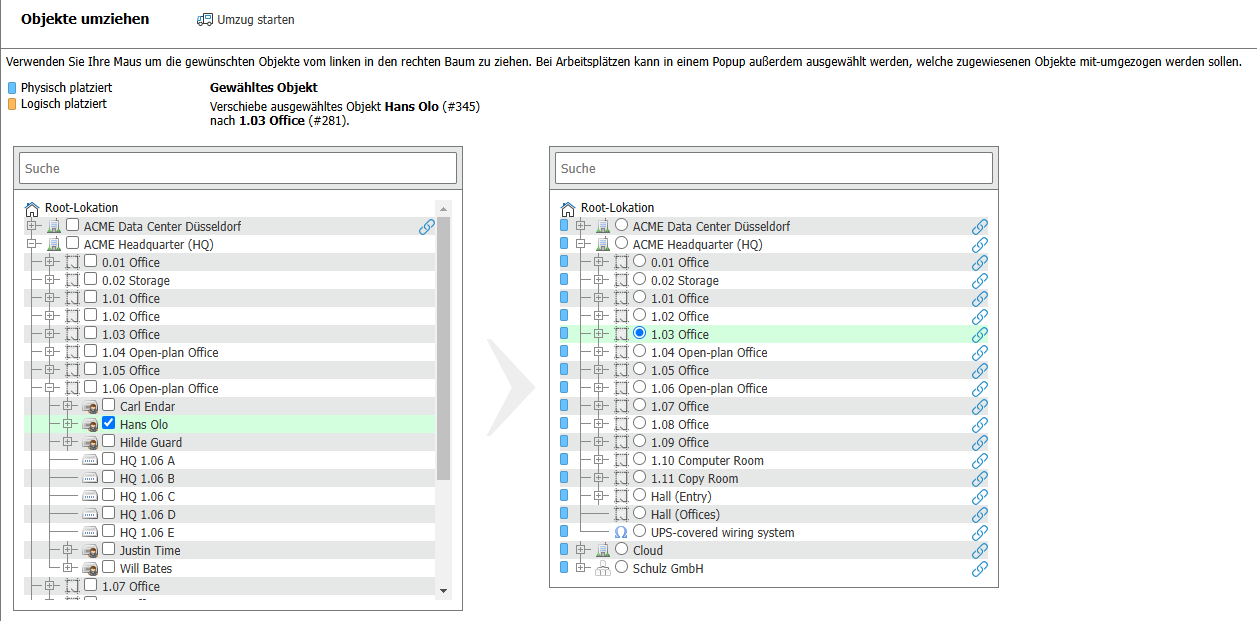 Objekte umziehen
Umzug starten
Verwenden Sie Ihre Maus um die gewünschten Objekte vom linken in den rechten Baum zu ziehen. Bei Arbeitsplätzen kann in einem Popup außerdem ausgewählt werden, welche zugewiesenen Objekte mit-umgezogen werden sollen.
Physisch platziert
Logisch platziert
Gewähltes Objekt
Verschiebe ausgewähltes Objekt Hans Olo (#345)
nach 1.03 Office (#281).
Suche
Root-Lokation
ACME Data Center Düsseldorf
ACME Headquarter (HQ)
0.01 Office
0.02 Storage
1.01 Office
1.02 Office
1.03 Office
1.04 Open-plan Office
1.05 Office
1.06 Open-plan Office
Carl Endar
Hans Olo
Hilde Guard
HQ 1.06 A
HQ 1.06 B
HQ 1.06 C
HQ 1.06 D
HQ 1.06 E
Justin Time
Will Bates
1.07 Office
Suche
Root-Lokation
ACME Data Center Düsseldorf
ACME Headquarter (HQ)
0.01 Office
0.02 Storage
1.01 Office
1.02 Office
1.03 Office
1.04 Open-plan Office
1.05 Office
1.06 Open-plan Office
1.07 Office
1.08 Office
1.09 Office
1.10 Computer Room
1.11 Copy Room
Hall (Entry)
Hall (Offices)
UPS-covered wiring system
Cloud
Schulz GmbH